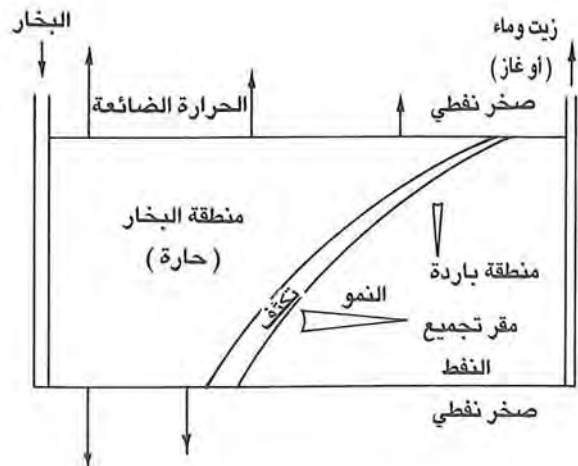 البخار
زيت وماء
(أو غاز)
صخر نفطي
الحرارة الضائعة
منطقة البخار
(حارة)
تكثف
منطقة باردة
النمو
مقر تجميع
النفط
صخر نفطي